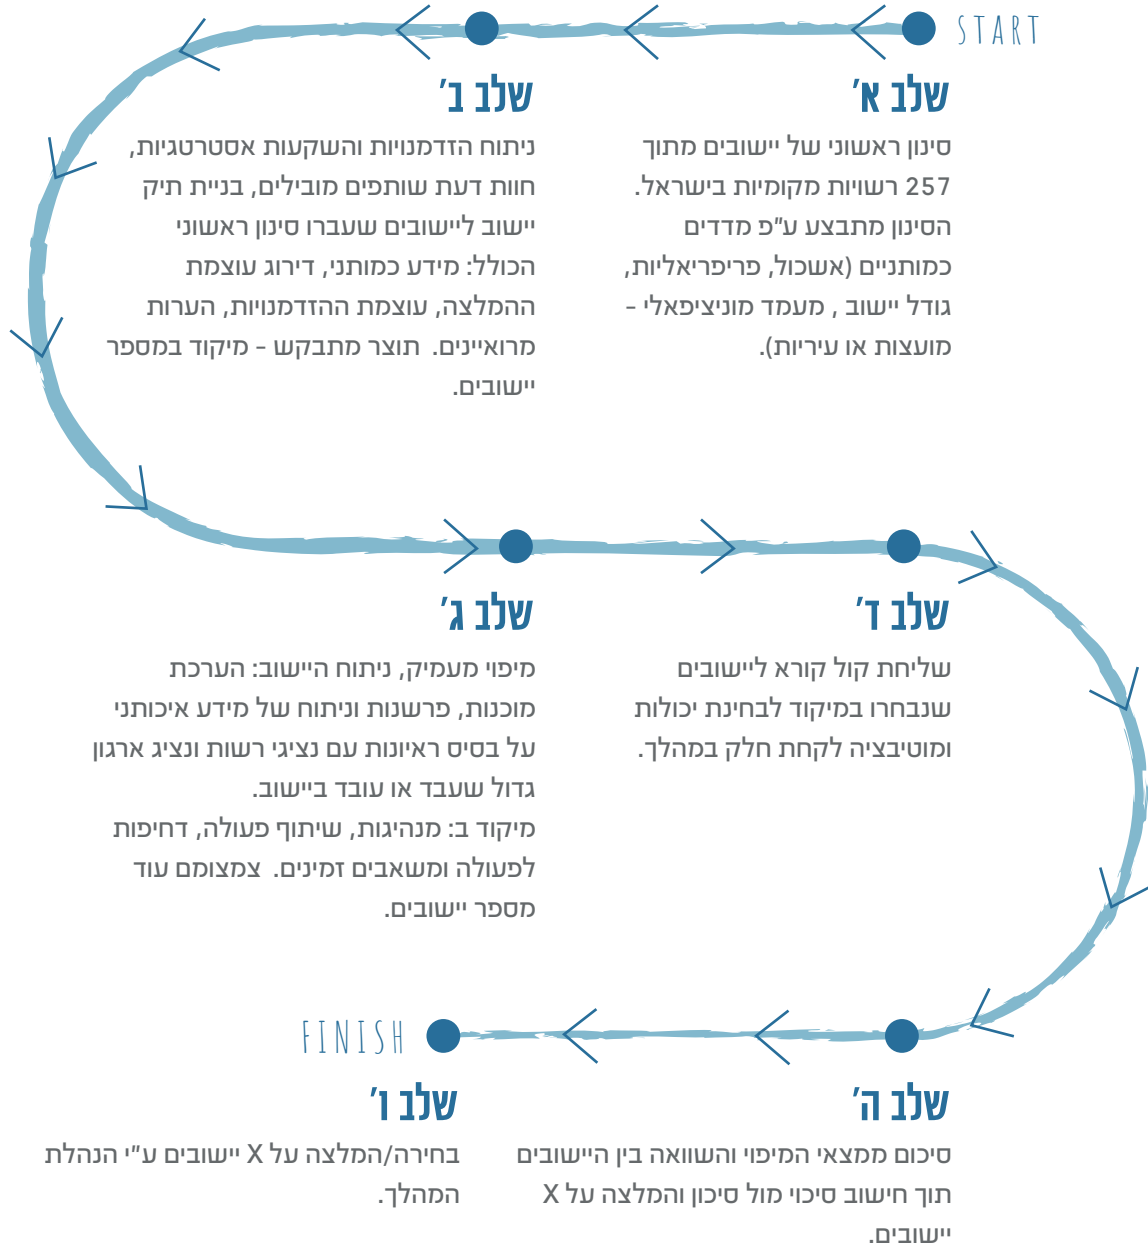 START
שלב א'
סינון ראשוני של יישובים מתוך
257 רשויות מקומיות בישראל.
הסינון מתבצע ע"פ מדדים
כמותניים (אשכול, פריפריאליות,
גודל יישוב , מעמד מוניציפאלי -
מועצות או עיריות).
שלב ב'
ניתוח הזדמנויות והשקעות אסטרטגיות,
חוות דעת שותפים מובילים, בניית תיק
יישוב ליישובים שעברו סינון ראשוני
הכולל: מידע כמותני, דירוג עוצמת
ההמלצה, עוצמת ההזדמנויות, הערות
מרואיינים. תוצר מתבקש - מיקוד במספר
יישובים.
שלב ג'
מיפוי מעמיק, ניתוח היישוב: הערכת
מוכנות, פרשנות וניתוח של מידע איכותני
על בסיס ראיונות עם נציגי רשות ונציג ארגון
גדול שעבד או עובד ביישוב.
מיקוד ב: מנהיגות, שיתוף פעולה, דחיפות
לפעולה ומשאבים זמינים. צמצומם עוד
מספר יישובים.
שלב ד'
שליחת קול קורא ליישובים
שנבחרו במיקוד לבחינת יכולות
ומוטיבציה לקחת חלק במהלך.
שלב ה'
סיכום ממצאי המיפוי והשוואה בין היישובים
תוך חישוב סיכוי מול סיכון והמלצה על X
יישובים.
FINISH
שלב ו'
בחירה/המלצה על X יישובים ע"י הנהלת
המהלך.